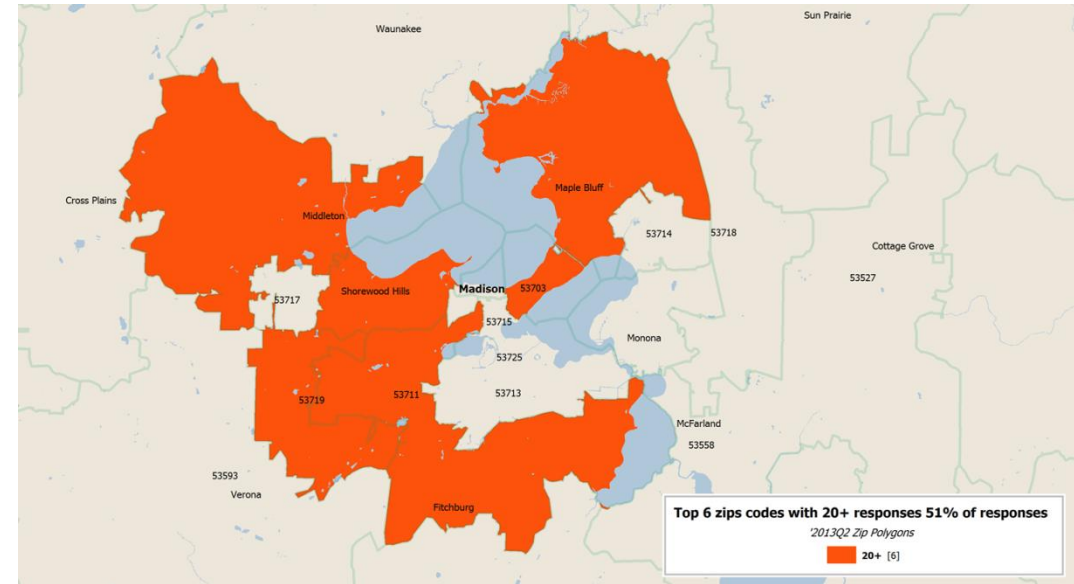 Sun Prairie
Waunakee
Maple Bluff
Cross Plains
Middleton
53714
53718
Cottage Grove
53527
Madison
53703
Shorewood Hills
53717
53715
Monona
53725
53713
53719
53711
McFarland
53558
53593
Verona
Fitchburg
Top 6 zips codes with 20+ responses 51% of responses
'2013Q2 Zip Polygons
20+ [6]